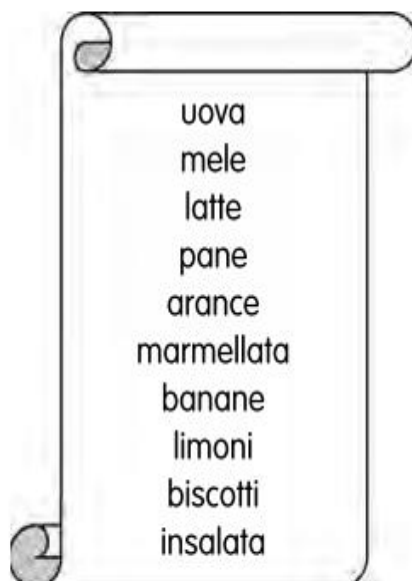 uova
mele
latte
pane
arance
marmellata
banane
limoni
biscotti
insalata